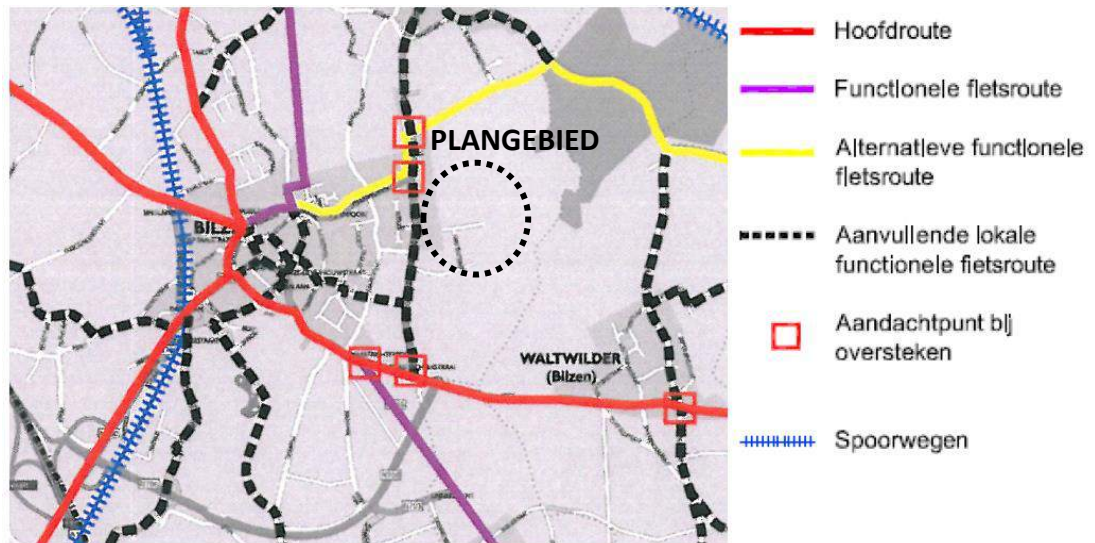 PLANGEBIED
BILZEN
WALTWILDER
(Bilzen)
Hoofdroute
Functionele fietsroute
Alternatieve functionele
fietsroute
Aanvullende lokale
functionele fietsroute
Aandachtpunt bij
oversteken
Spoorwegen